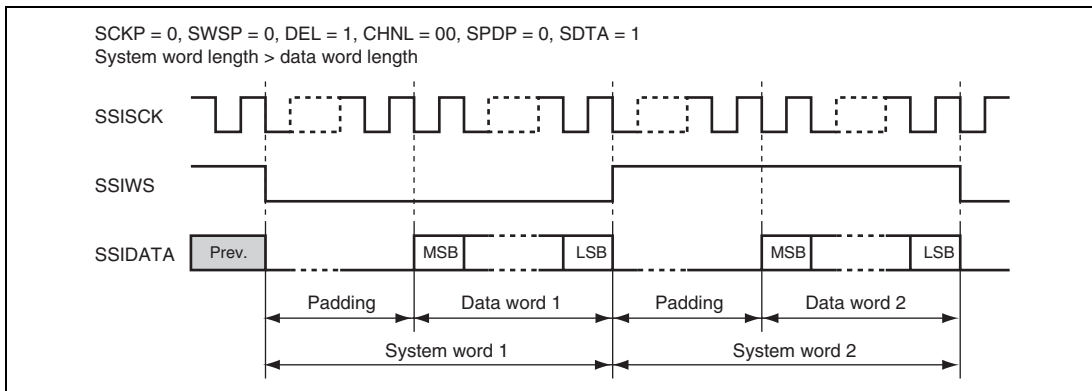 SCKP = 0, SWSP = 0, DEL = 1, CHNL = 00, SPDP = 0, SDTA = 1
System word length > data word length
SSISCK
SSIWS
SSIDATA
Prev.
MSB
LSB
MSB
LSB
Padding
Data word 1
Padding
Data word 2
System word 1
System word 2